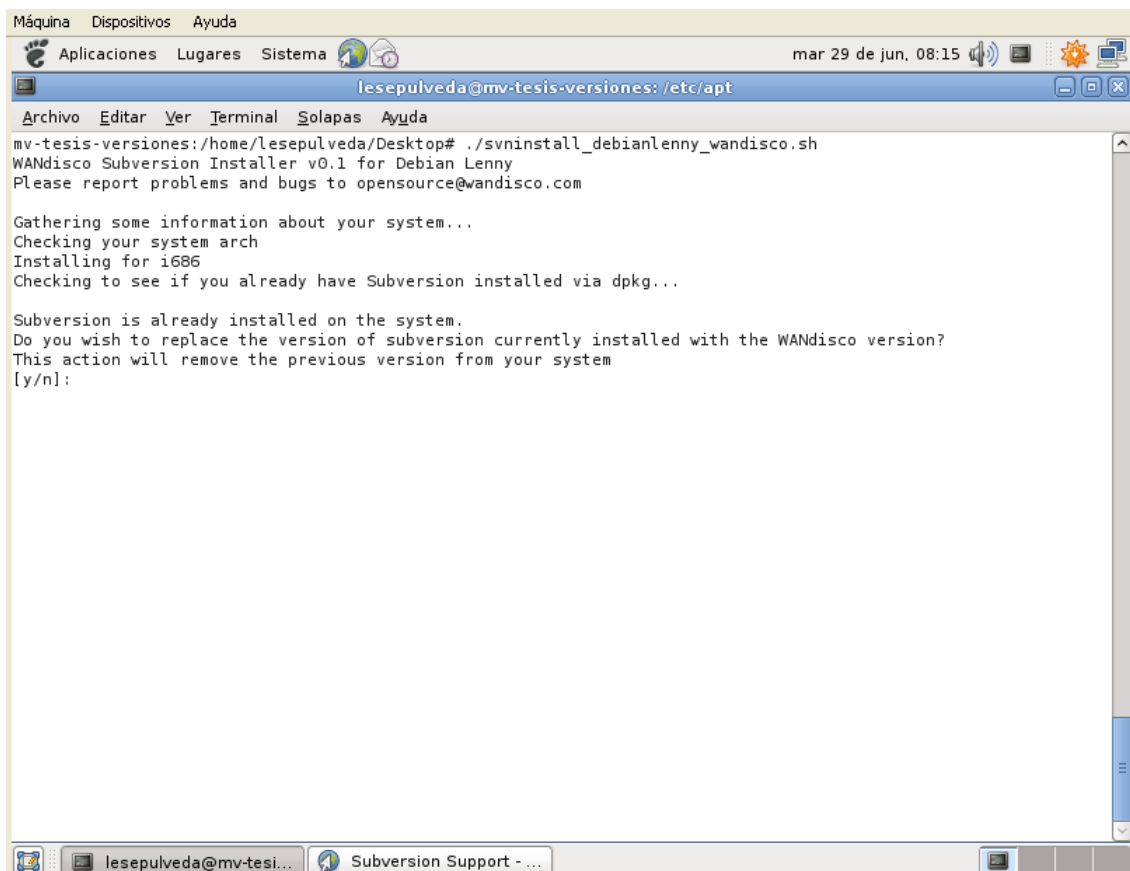 Máquina Dispositivos Ayuda
Aplicaciones Lugares Sistema mar 29 de jun, 08:15
lesepulveda@mv-tesis-versiones: /etc/apt
Archivo Editar Ver Terminal Solapas Ayuda
mv-tesis-versiones:/home/lesepulveda/Desktop# ./svninstall_debianlenny_wandisco.sh
WANdisco Subversion Installer v0.1 for Debian Lenny
Please report problems and bugs to opensource@wandisco.com
Gathering some information about your system...
Checking your system arch
Installing for i686
Checking to see if you already have Subversion installed via dpkg...
Subversion is already installed on the system.
Do you wish to replace the version of subversion currently installed with the WANdisco version?
This action will remove the previous version from your system
[y/n]:
lesepulveda@mv-tesi... Subversion Support - ...